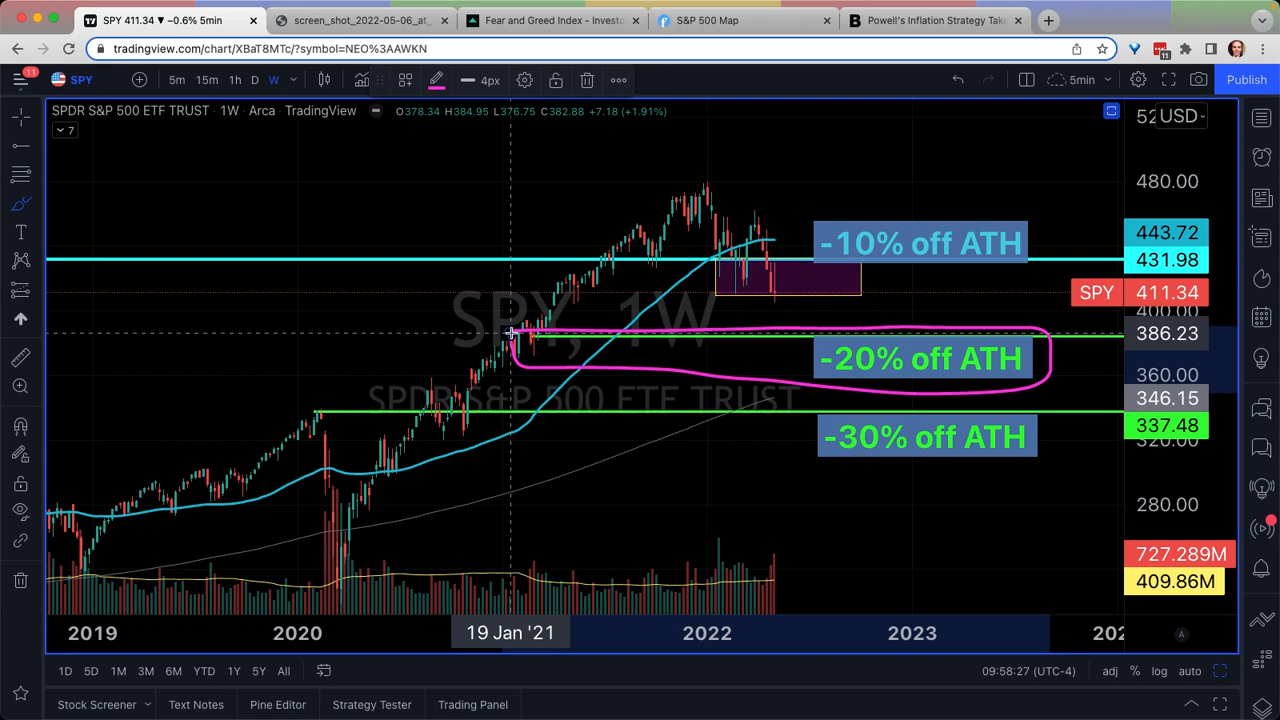 SPY 411.34 ▼ −0.6% 5min
screen_shot_2022-05-06_at_
Fear and Greed Index - Investo
S&P 500 Map
Powell's Inflation Strategy Take
tradingview.com/chart/XBaT8MTc/?symbol=NEO%3AAWKN
11
11
SPY
5m 15m 1h D W
4px
5min
Publish
SPDR S&P 500 ETF TRUST · 1W · Arca · TradingView
O378.34 H384.95 L376.75 C382.88 +7.18 (+1.91%)
7
USD
480.00
443.72
431.98
SPY 411.34
400.00
386.23
360.00
346.15
337.48
320.00
280.00
727.289M
409.86M
SPY, 1W
SPDR S&P 500 ETF TRUST
-10% off ATH
-20% off ATH
-30% off ATH
2019 2020 19 Jan '21 2022 2023
A
1D 5D 1M 3M 6M YTD 1Y 5Y All
09:58:27 (UTC-4) adj % log auto
Stock Screener Text Notes Pine Editor Strategy Tester Trading Panel